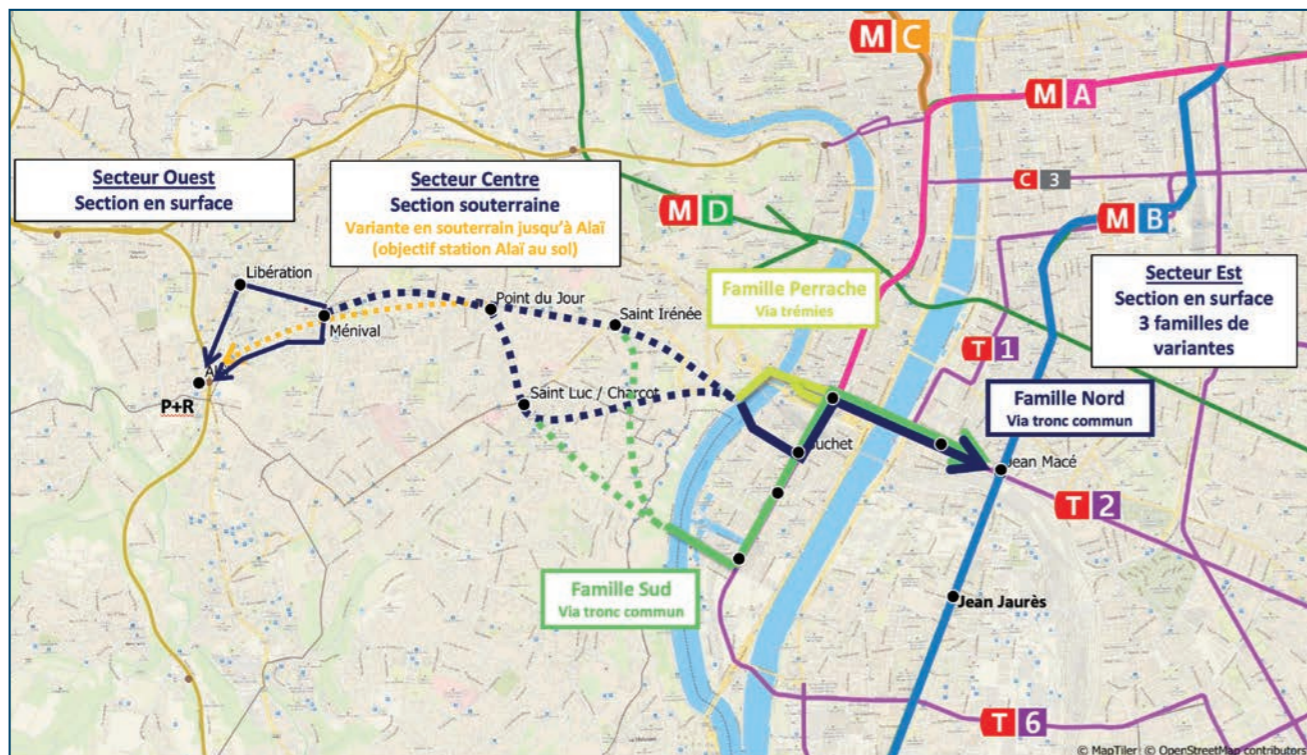 M C
M A
C 3
M D
M B
Secteur Ouest
Section en surface
Secteur Centre
Section souterraine
Variante en souterrain jusqu'à Alaï
(objectif station Alaï au sol)
Secteur Est
Section en surface
3 familles de
variantes
Libération
Ménival
Point du Jour
Saint Irénée
Famille Perrache
Via trémies
T 1
P+R
Saint Luc / Charcot
Famille Nord
Via tronc commun
Jean Macé
T 2
Famille Sud
Via tronc commun
Jean Jaurès
T 6
© MapTiler © OpenStreetMap contributors